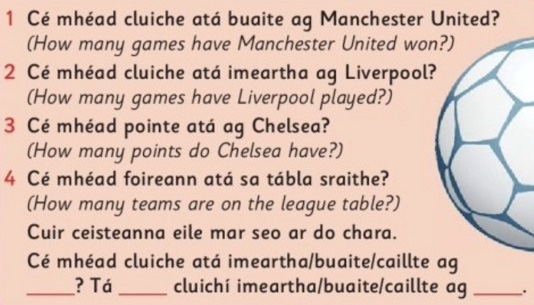 1 Cé mhéad cluiche atá buaite ag Manchester United?
(How many games have Manchester United won?)
2 Cé mhéad cluiche atá imeartha ag Liverpool?
(How many games have Liverpool played?)
3 Cé mhéad pointe atá ag Chelsea?
(How many points do Chelsea have?)
4 Cé mhéad foireann atá sa tábla sraithe?
(How many teams are on the league table?)
Cuir ceisteanna eile mar seo ar do chara.
Cé mhéad cluiche atá imeartha/buaite/caillte ag
_____? Tá _____ cluichí imeartha/buaite/caillte ag _____.